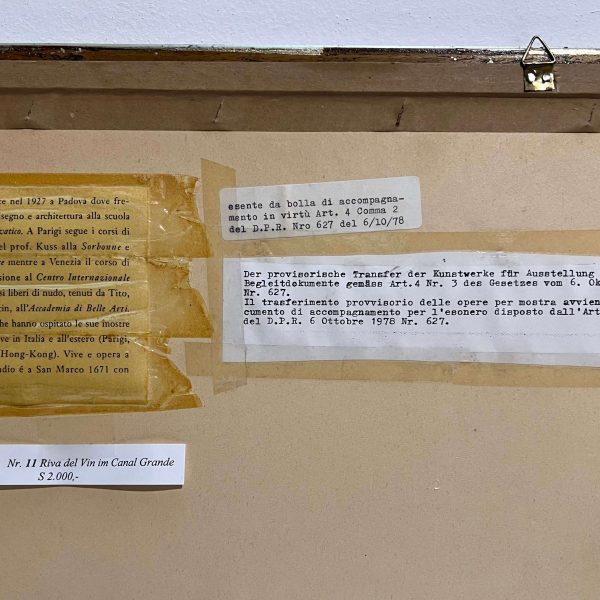 ce nel 1927 a Padova dove fre-
segno e architettura alla scuola
vatico. A Parigi segue i corsi di
el prof. Kuss alla Sorbonne e
re mentre a Venezia il corso di
sione al Centro Internazionale
si liberi di nudo, tenuti da Tito,
tin, all'Accademia di Belle Arti.
che hanno ospitato le sue mostre
ve in Italia e all'estero (Parigi,
Hong-Kong). Vive e opera a
dio é a San Marco 1671 con
esente da bolla di accompagna-
mento in virtù Art. 4 Comma 2
del D.P.R. Nro 627 del 6/10/78
Der provisorische Transfer der Kunstwerke für Ausstellung
Begleitdokumente gemäss Art.4 Nr. 3 des Gesetzes vom 6. Ok
Nr. 627.
Il trasferimento provvisorio delle opere per mostra avvien
cumento di accompagnamento per l'esonero disposto dall'Art
del D.P.R. 6 Ottobre 1978 Nr. 627.
Nr. 11 Riva del Vin im Canal Grande
S 2.000,-